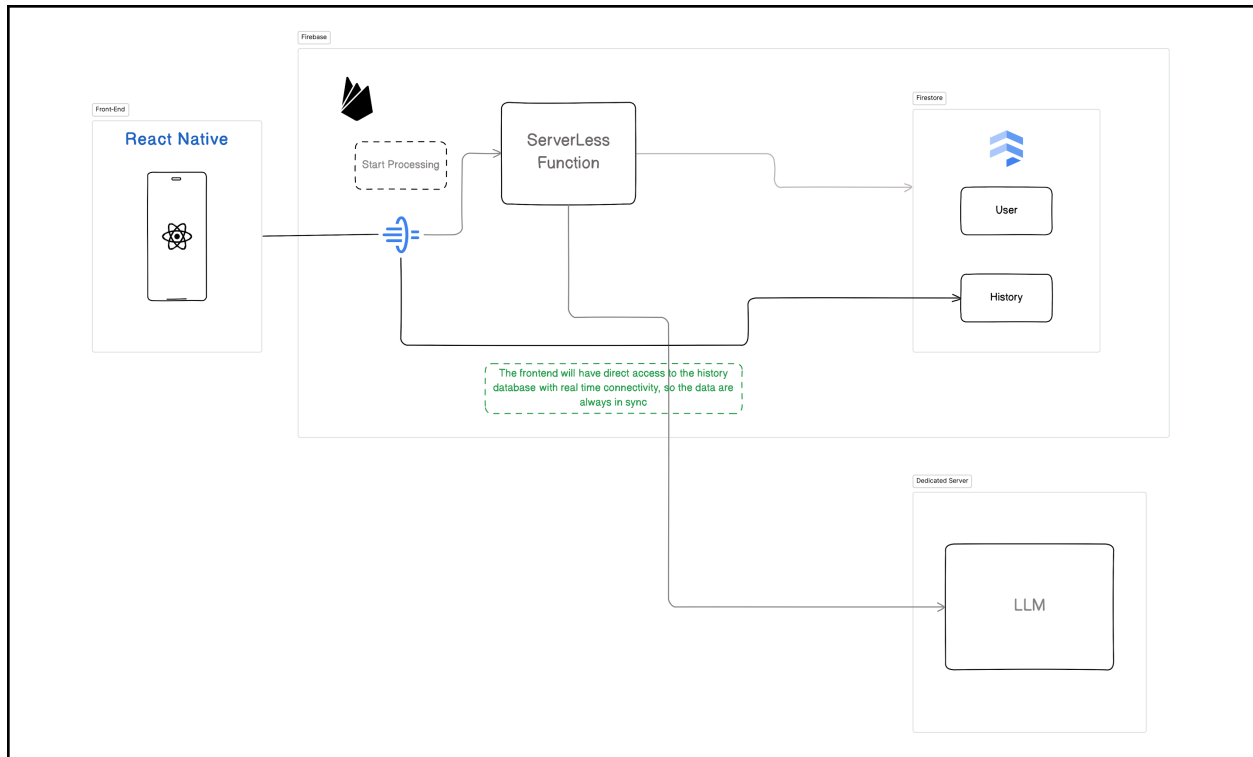 Firebase
Front-End
React Native
Start Processing
ServerLess
Function
Firestore
User
History
The frontend will have direct access to the history
database with real time connectivity, so the data are
always in sync
Dedicated Server
LLM